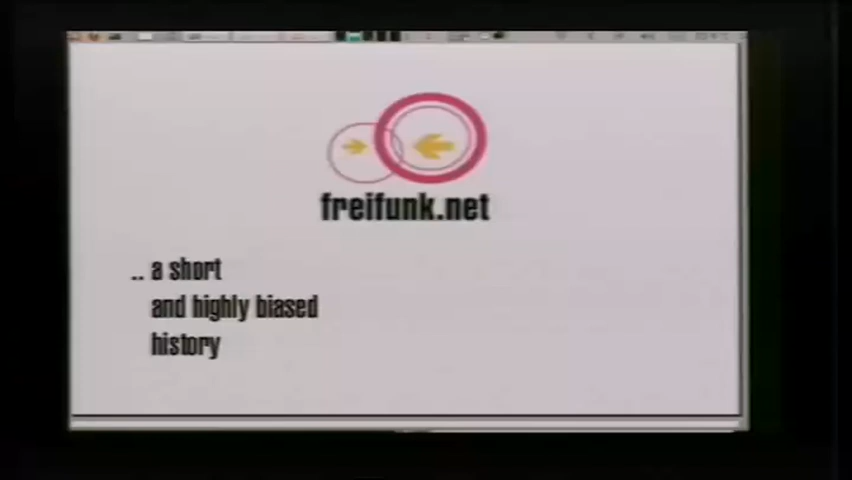 freifunk.net
.. a short
and highly biased
history